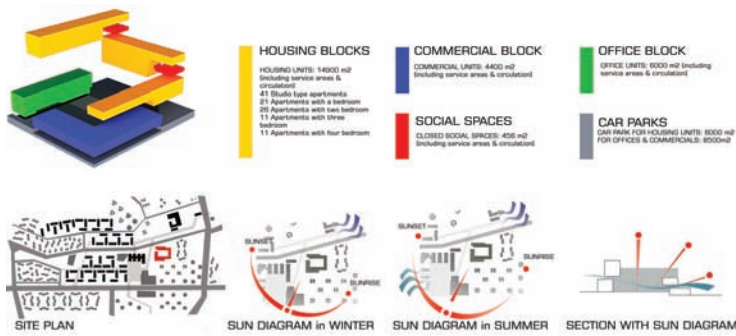 HOUSING BLOCKS
HOUSING UNITS: 14900 m2
(including service areas &
circulation)
41 Studio type apartments
21 Apartments with a bedroom
26 Apartments with two bedroom
11 Apartments with three
bedroom
11 Apartments with four bedroom
COMMERCIAL BLOCK
COMMERCIAL UNITS: 4400 m2
(including service areas & circulation)
SOCIAL SPACES
CLOSED SOCIAL SPACES: 456 m2
(including service areas & circulation)
OFFICE BLOCK
OFFICE UNITS: 6000 m2 (including
service areas & circulation)
CAR PARKS
CAR PARK FOR HOUSING UNITS: 6000 m2
FOR OFFICES & COMMERCIALS: 8500m2
SITE PLAN
SUNSET
SUNRISE
SUN DIAGRAM in WINTER
SUNSET
SUNRISE
SUN DIAGRAM in SUMMER
SECTION WITH SUN DIAGRAM